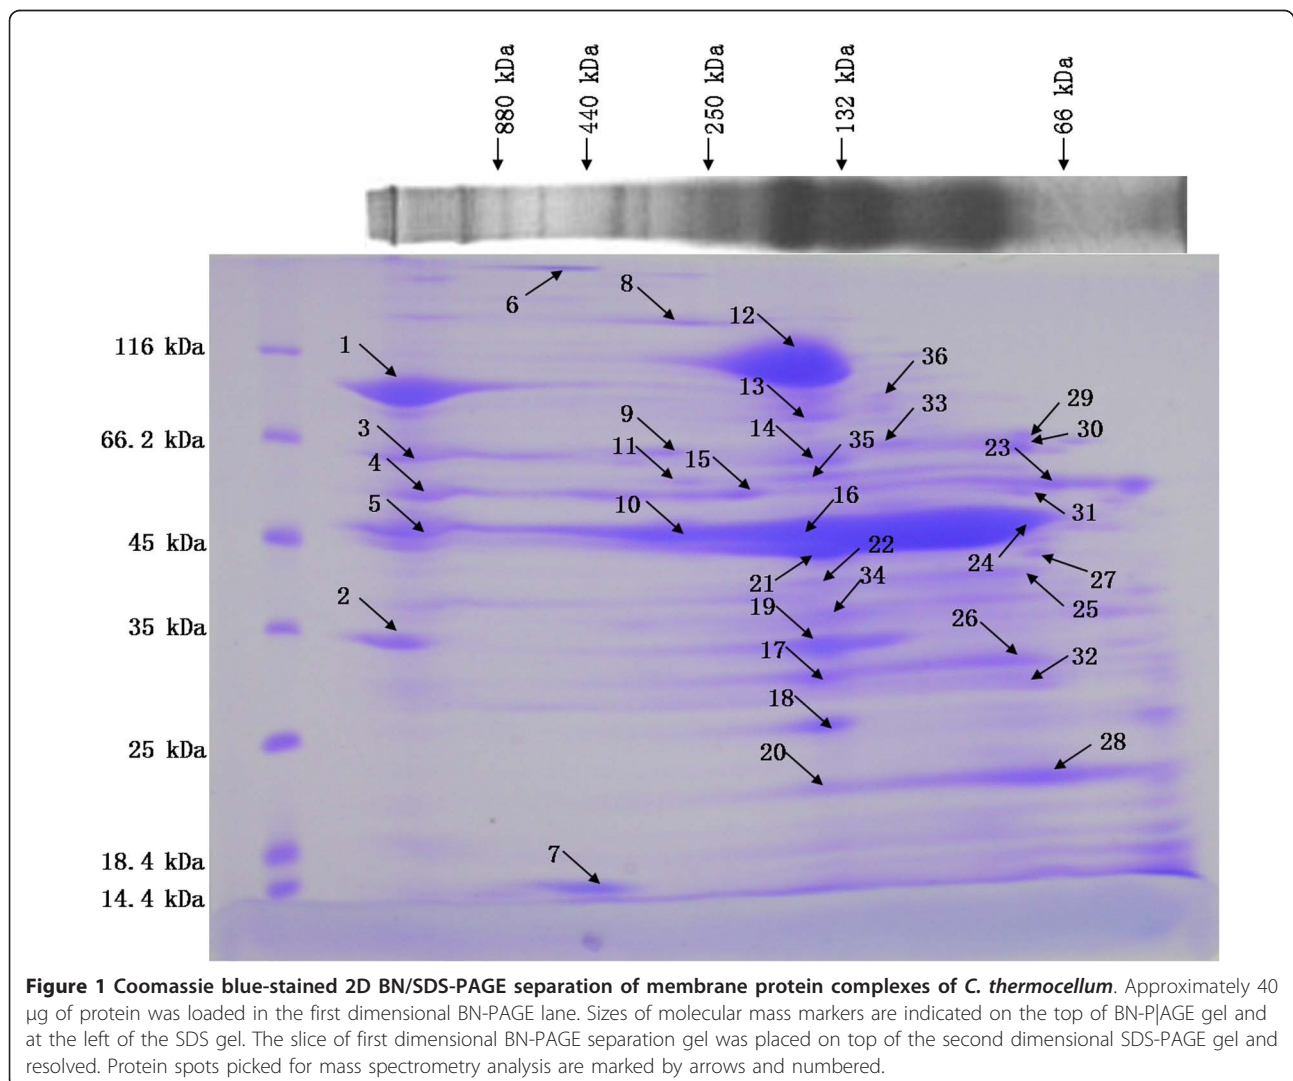 880 kDa
440 kDa
250 kDa
132 kDa
66 kDa
6
8
12
116 kDa
1
36
13
33
29
9
3
66.2 kDa
14
35
30
11
15
23
4
16
5
10
31
45 kDa
22
24
21
34
27
2
19
25
35 kDa
26
17
32
18
25 kDa
20
28
7
18.4 kDa
14.4 kDa
Figure 1 Coomassie blue-stained 2D BN/SDS-PAGE separation of membrane protein complexes of C. thermocellum. Approximately 40
µg of protein was loaded in the first dimensional BN-PAGE lane. Sizes of molecular mass markers are indicated on the top of BN-P|AGE gel and
at the left of the SDS gel. The slice of first dimensional BN-PAGE separation gel was placed on top of the second dimensional SDS-PAGE gel and
resolved. Protein spots picked for mass spectrometry analysis are marked by arrows and numbered.